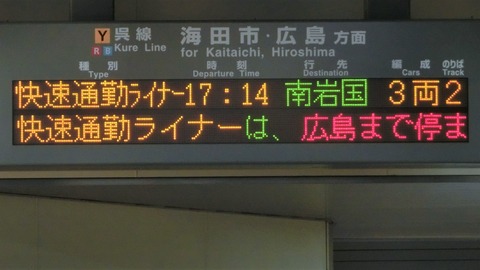 Y 呉線 海田市・広島 方面
R B Kure Line for Kaitaichi, Hiroshima
種別 時刻 行先 編成 のりば
Type Departure Time Destination Cars Track
快速通勤ﾗｲﾅｰ17:14 南岩国 3両2
快速通勤ライナーは、広島まで停ま